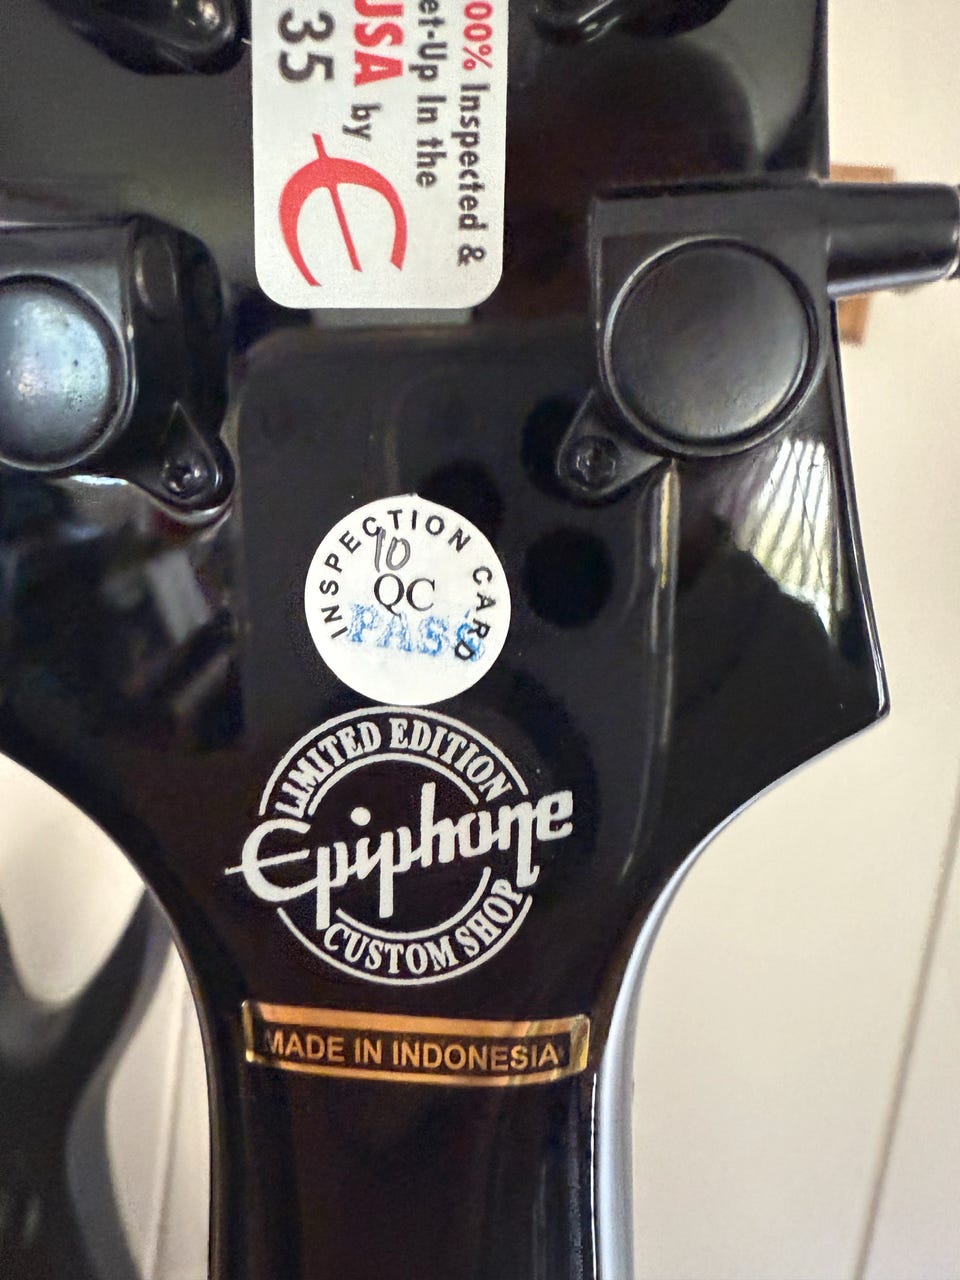 00% Inspected &
et-Up In the
USA by
35
INSPECTION CARD
10
QC
PASS
LIMITED EDITION
Epiphone
CUSTOM SHOP
MADE IN INDONESIA